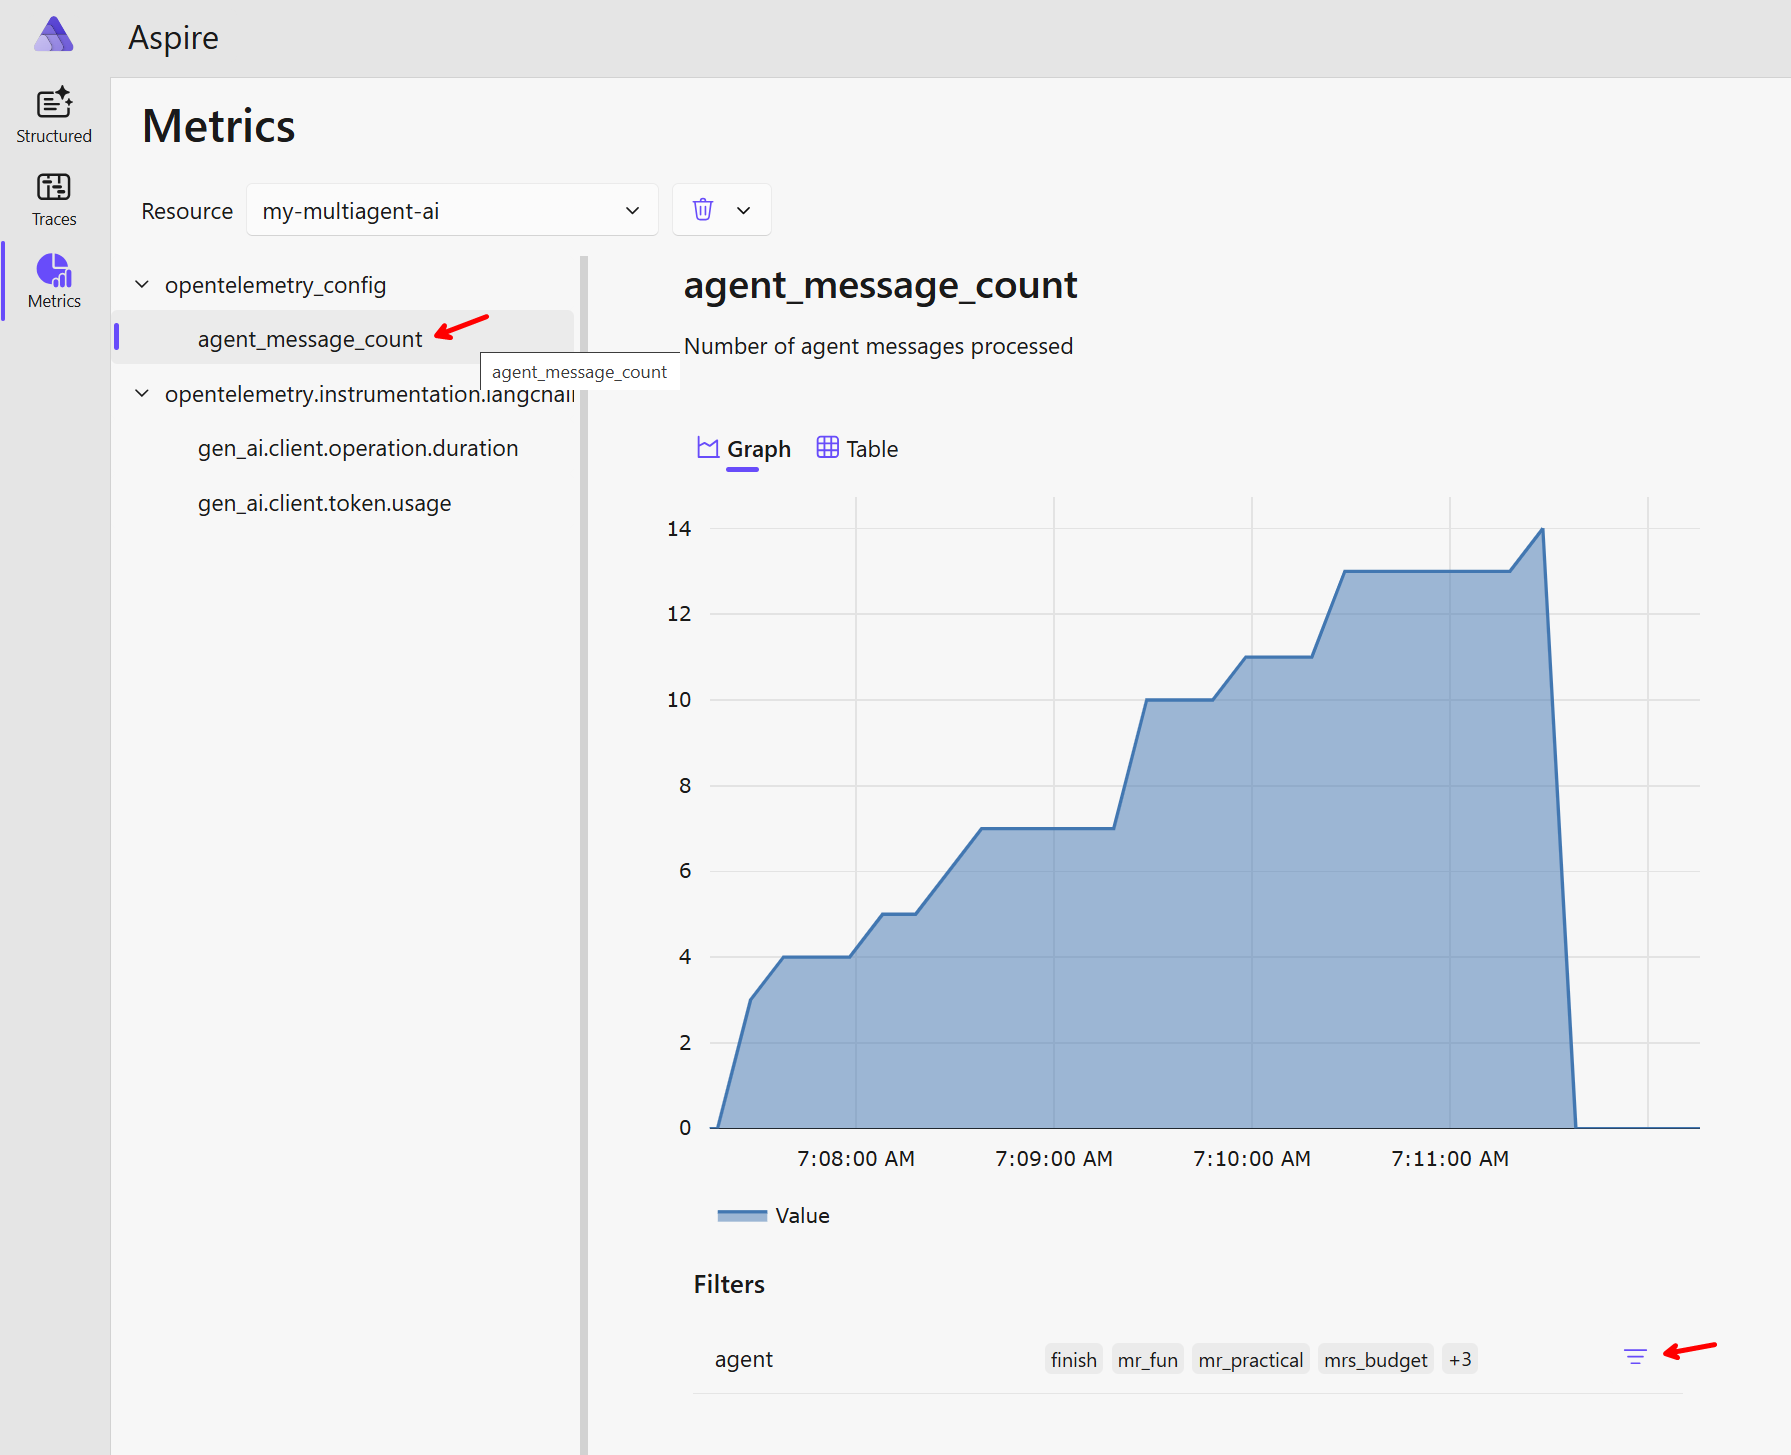 Aspire
Structured
Traces
Metrics
Metrics
Resource
my-multiagent-ai
opentelemetry_config
agent_message_count
agent_message_count
opentelemetry.instrumentation.langchain
gen_ai.client.operation.duration
gen_ai.client.token.usage
agent_message_count
Number of agent messages processed
Graph
Table
14
12
10
8
6
4
2
0
7:08:00 AM
7:09:00 AM
7:10:00 AM
7:11:00 AM
Value
Filters
agent
finish
mr_fun
mr_practical
mrs_budget
+3